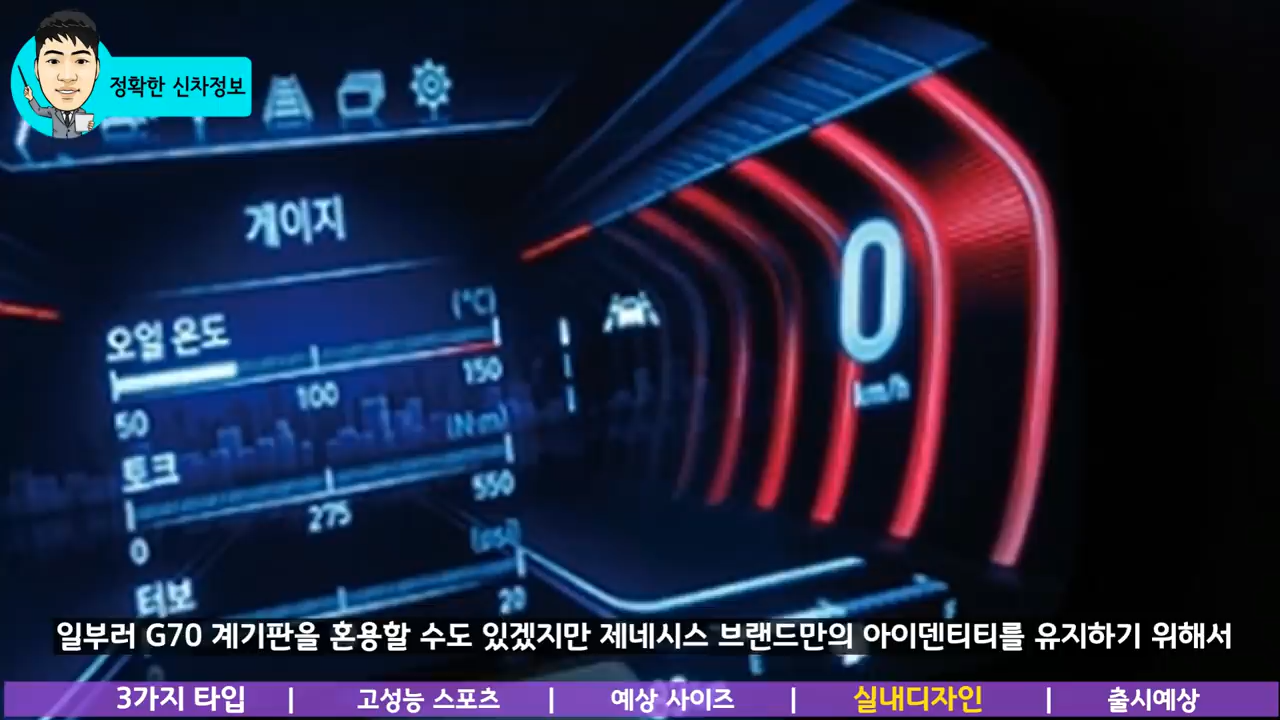 정확한 신차정보
게이지
오일 온도 (°C)
50 100 150
토크 (N·m)
0 275 550
터보 (psi)
20
0
km/h
일부러 G70 계기판을 혼용할 수도 있겠지만 제네시스 브랜드만의 아이덴티티를 유지하기 위해서
3가지 타입 | 고성능 스포츠 | 예상 사이즈 | 실내디자인 | 출시예상